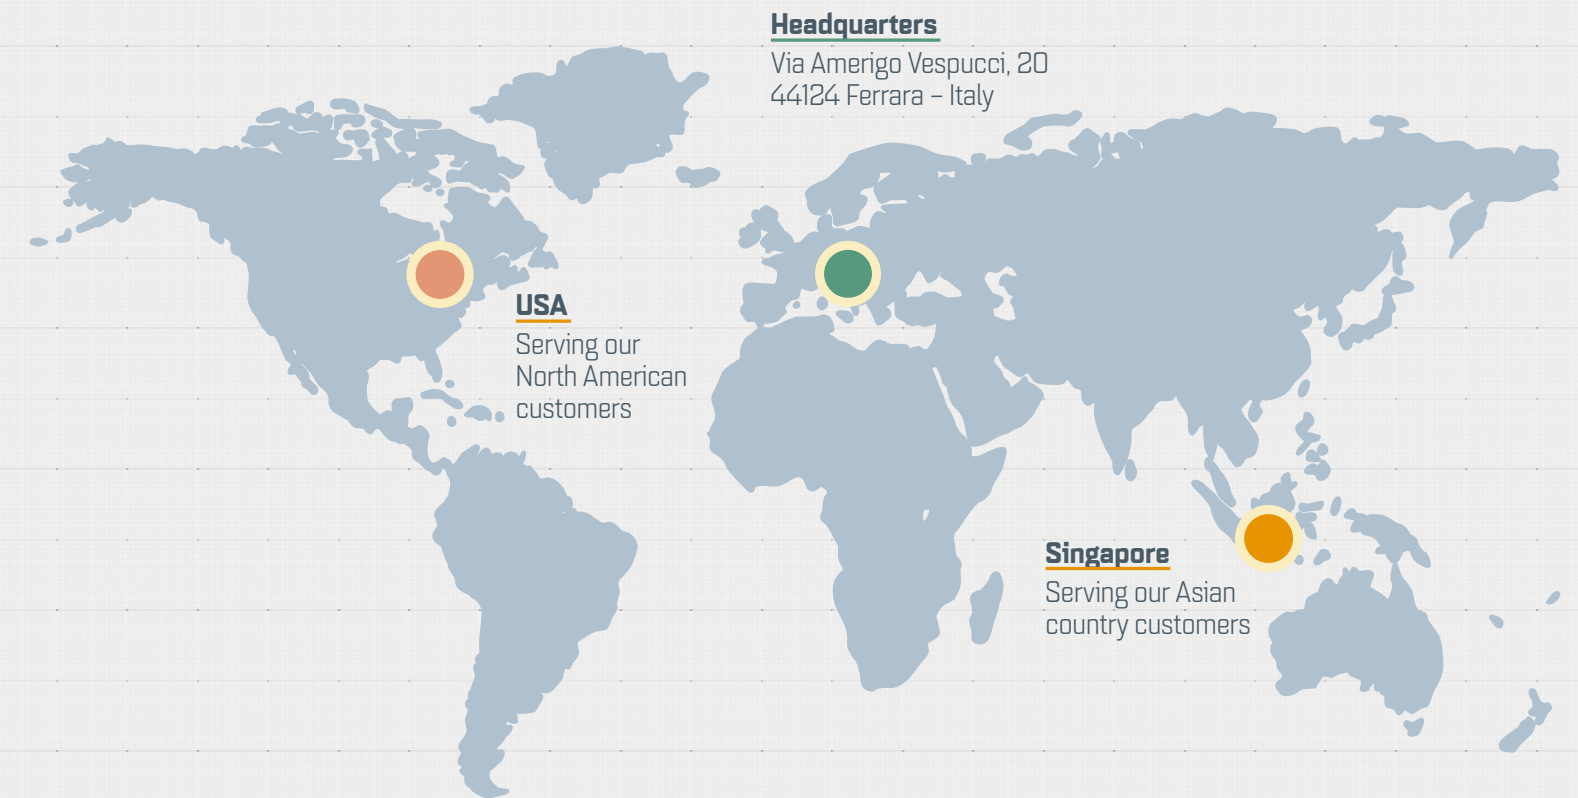 Headquarters
Via Amerigo Vespucci, 20
44124 Ferrara – Italy
USA
Serving our
North American
customers
Singapore
Serving our Asian
country customers